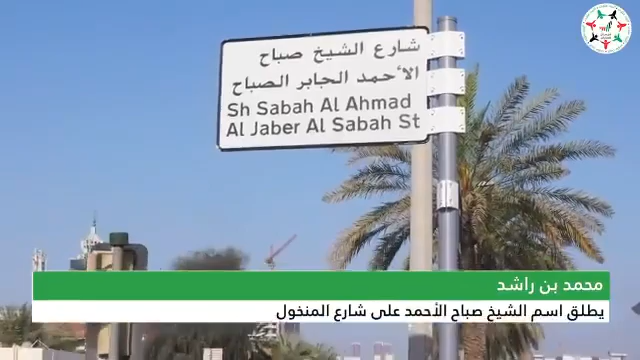 شارع الشيخ صباح
الأحمد الجابر الصباح
Sh Sabah Al Ahmad
Al Jaber Al Sabah St
محمد بن راشد
يطلق اسم الشيخ صباح الأحمد على شارع المنخول